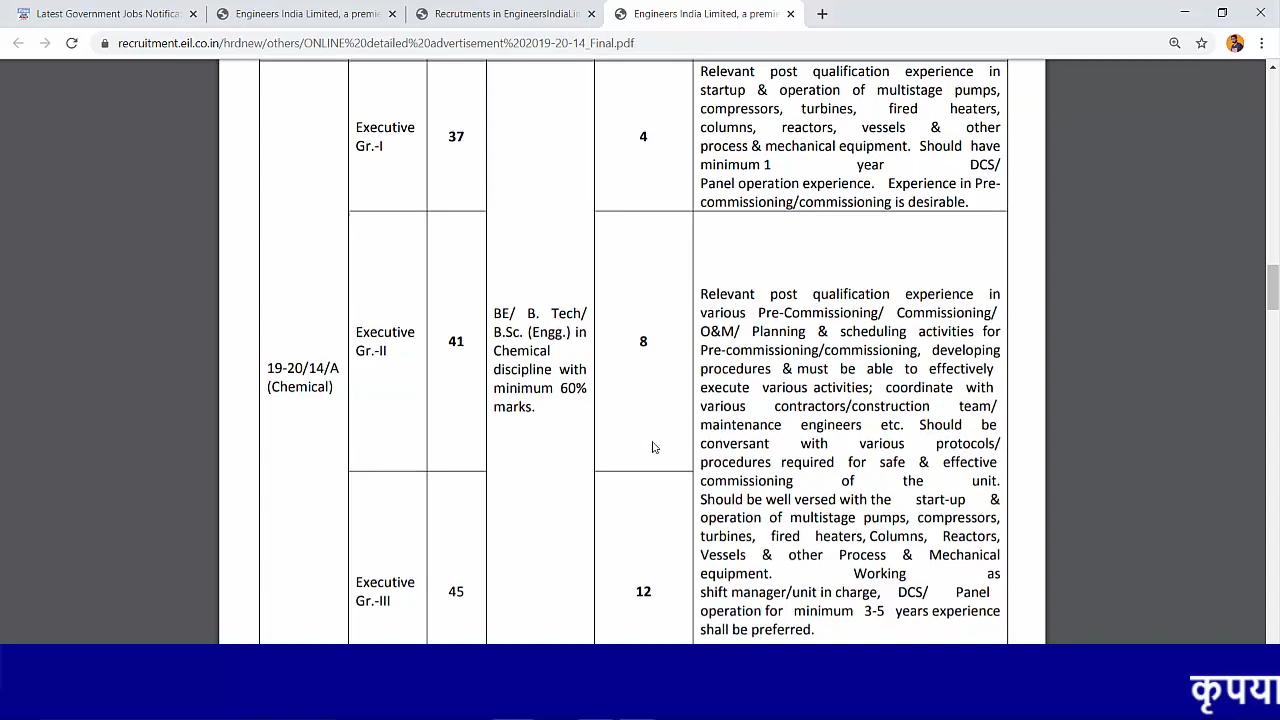 Latest Government Jobs Notifica
Engineers India Limited, a premie
Recrutments in EngineersIndiaLin
Engineers India Limited, a premie
recruitment.eil.co.in/hrdnew/others/ONLINE%20detailed%20advertisement%202019-20-14_Final.pdf
19-20/14/A
(Chemical)
Executive
Gr.-I
37
4
Relevant post qualification experience in
startup & operation of multistage pumps,
compressors, turbines, fired heaters,
columns, reactors, vessels & other
process & mechanical equipment. Should have
minimum 1 year DCS/
Panel operation experience. Experience in Pre-
commissioning/commissioning is desirable.
Executive
Gr.-II
41
BE/ B. Tech/
B.Sc. (Engg.) in
Chemical
discipline with
minimum 60%
marks.
8
Relevant post qualification experience in
various Pre-Commissioning/ Commissioning/
O&M/ Planning & scheduling activities for
Pre-commissioning/commissioning, developing
procedures & must be able to effectively
execute various activities; coordinate with
various contractors/construction team/
maintenance engineers etc. Should be
conversant with various protocols/
procedures required for safe & effective
commissioning of the unit.
Should be well versed with the start-up &
operation of multistage pumps, compressors,
turbines, fired heaters, Columns, Reactors,
Vessels & other Process & Mechanical
equipment. Working as
shift manager/unit in charge, DCS/ Panel
operation for minimum 3-5 years experience
shall be preferred.
Executive
Gr.-III
45
12
कृपया